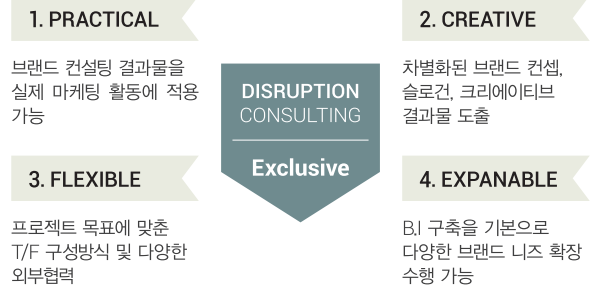 1. PRACTICAL
브랜드 컨설팅 결과물을
실제 마케팅 활동에 적용
가능
2. CREATIVE
차별화된 브랜드 컨셉,
슬로건, 크리에이티브
결과물 도출
DISRUPTION
CONSULTING
Exclusive
3. FLEXIBLE
프로젝트 목표에 맞춘
T/F 구성방식 및 다양한
외부협력
4. EXPANABLE
B.I 구축을 기본으로
다양한 브랜드 니즈 확장
수행 가능